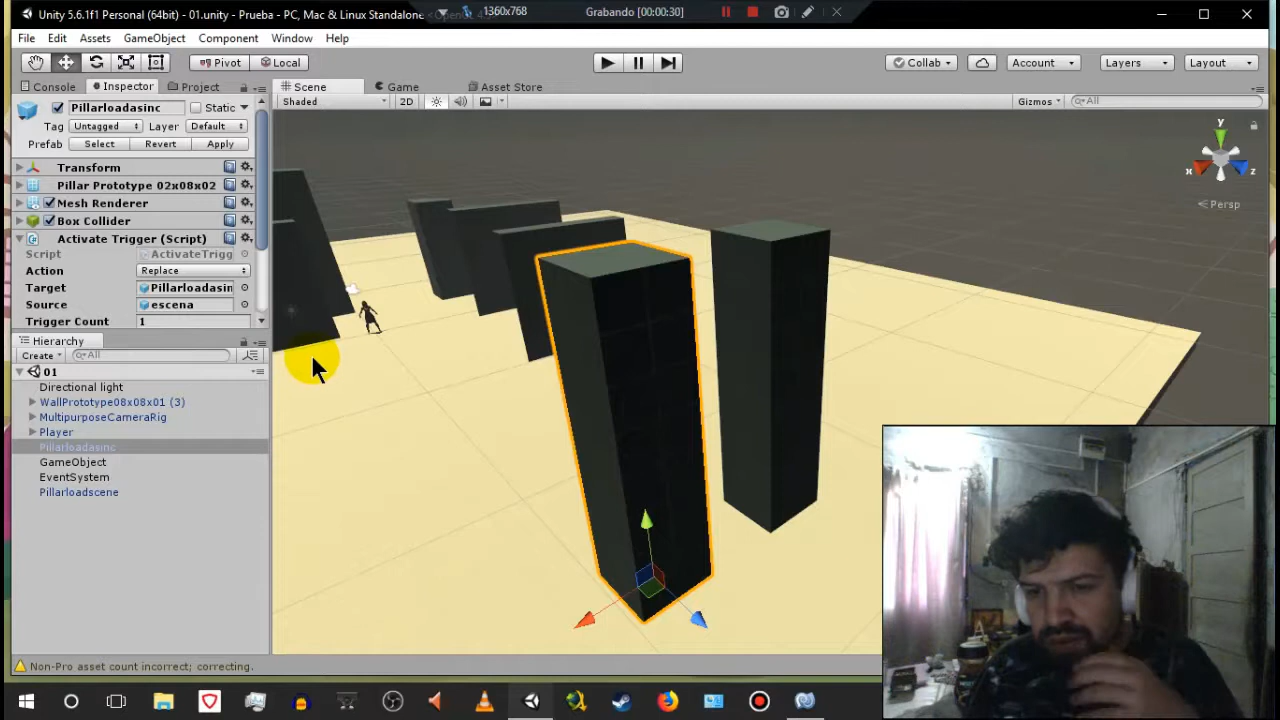 Unity 5.6.1f1 Personal (64bit) - 01.unity - Prueba - PC, Mac & Linux Standalone
1360x768
Grabando [00:00:30]
File Edit Assets GameObject Component Window Help
Pivot Local
Collab Account Layers Layout
Console Inspector Project
Scene Game Asset Store
Shaded 2D Gizmos All
Pillarloadasinc Static
Tag Untagged Layer Default
Prefab Select Revert Apply
Transform
Pillar Prototype 02x08x02
Mesh Renderer
Box Collider
Activate Trigger (Script)
Script ActivateTrigg
Action Replace
Target Pillarloadasin
Source escena
Trigger Count 1
Hierarchy
Create All
01
Directional light
WallPrototype08x08x01 (3)
MultipurposeCameraRig
Player
Pillarloadasinc
GameObject
EventSystem
Pillarloadscene
y
x z
Persp
Non-Pro asset count incorrect; correcting.